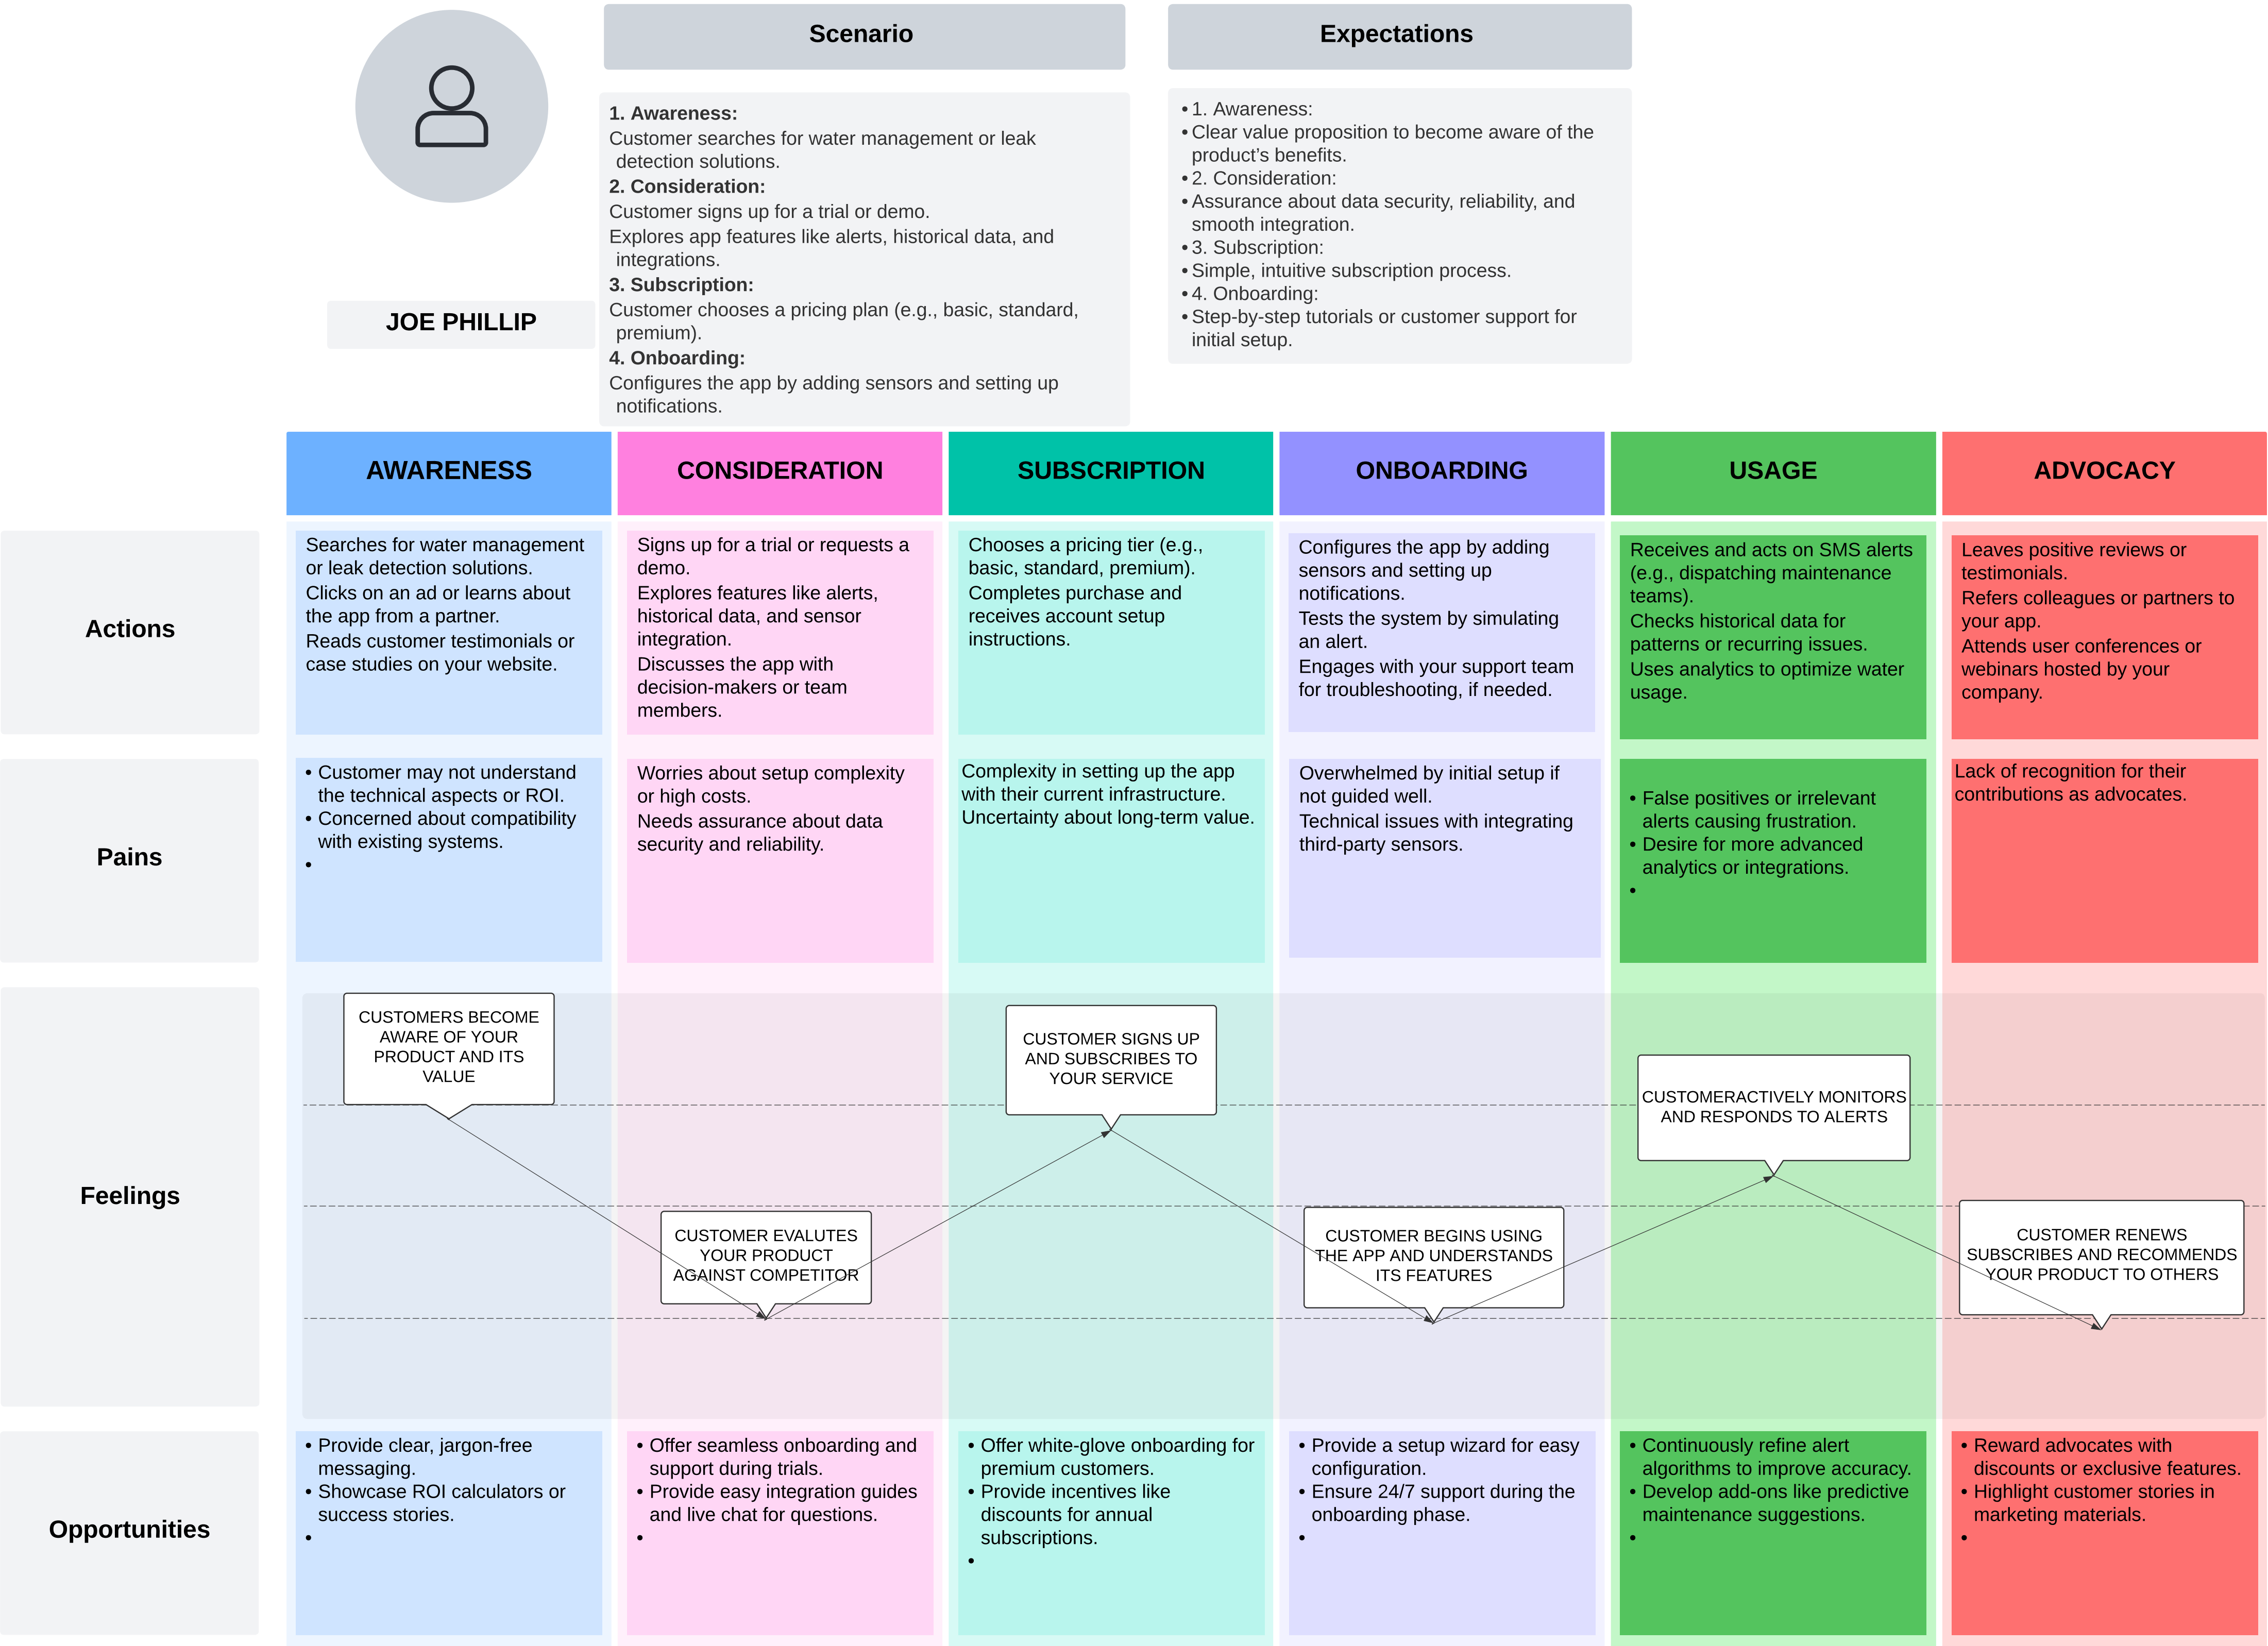 Scenario
Expectations
1. Awareness:
Customer searches for water management or leak
detection solutions.
2. Consideration:
Customer signs up for a trial or demo.
Explores app features like alerts, historical data, and
integrations.
3. Subscription:
Customer chooses a pricing plan (e.g., basic, standard,
premium).
4. Onboarding:
Configures the app by adding sensors and setting up
notifications.
• 1. Awareness:
• Clear value proposition to become aware of the
product’s benefits.
• 2. Consideration:
• Assurance about data security, reliability, and
smooth integration.
• 3. Subscription:
• Simple, intuitive subscription process.
• 4. Onboarding:
• Step-by-step tutorials or customer support for
initial setup.
JOE PHILLIP
AWARENESS
CONSIDERATION
SUBSCRIPTION
ONBOARDING
USAGE
ADVOCACY
Actions
Searches for water management
or leak detection solutions.
Clicks on an ad or learns about
the app from a partner.
Reads customer testimonials or
case studies on your website.
Signs up for a trial or requests a
demo.
Explores features like alerts,
historical data, and sensor
integration.
Discusses the app with
decision-makers or team
members.
Chooses a pricing tier (e.g.,
basic, standard, premium).
Completes purchase and
receives account setup
instructions.
Configures the app by adding
sensors and setting up
notifications.
Tests the system by simulating
an alert.
Engages with your support team
for troubleshooting, if needed.
Receives and acts on SMS alerts
(e.g., dispatching maintenance
teams).
Checks historical data for
patterns or recurring issues.
Uses analytics to optimize water
usage.
Leaves positive reviews or
testimonials.
Refers colleagues or partners to
your app.
Attends user conferences or
webinars hosted by your
company.
Pains
• Customer may not understand
the technical aspects or ROI.
• Concerned about compatibility
with existing systems.
•
Worries about setup complexity
or high costs.
Needs assurance about data
security and reliability.
Complexity in setting up the app
with their current infrastructure.
Uncertainty about long-term value.
Overwhelmed by initial setup if
not guided well.
Technical issues with integrating
third-party sensors.
• False positives or irrelevant
alerts causing frustration.
• Desire for more advanced
analytics or integrations.
•
Lack of recognition for their
contributions as advocates.
Feelings
CUSTOMERS BECOME
AWARE OF YOUR
PRODUCT AND ITS
VALUE
CUSTOMER EVALUTES
YOUR PRODUCT
AGAINST COMPETITOR
CUSTOMER SIGNS UP
AND SUBSCRIBES TO
YOUR SERVICE
CUSTOMER BEGINS USING
THE APP AND UNDERSTANDS
ITS FEATURES
CUSTOMERACTIVELY MONITORS
AND RESPONDS TO ALERTS
CUSTOMER RENEWS
SUBSCRIBES AND RECOMMENDS
YOUR PRODUCT TO OTHERS
Opportunities
• Provide clear, jargon-free
messaging.
• Showcase ROI calculators or
success stories.
•
• Offer seamless onboarding and
support during trials.
• Provide easy integration guides
and live chat for questions.
•
• Offer white-glove onboarding for
premium customers.
• Provide incentives like
discounts for annual
subscriptions.
•
• Provide a setup wizard for easy
configuration.
• Ensure 24/7 support during the
onboarding phase.
•
• Continuously refine alert
algorithms to improve accuracy.
• Develop add-ons like predictive
maintenance suggestions.
•
• Reward advocates with
discounts or exclusive features.
• Highlight customer stories in
marketing materials.
•